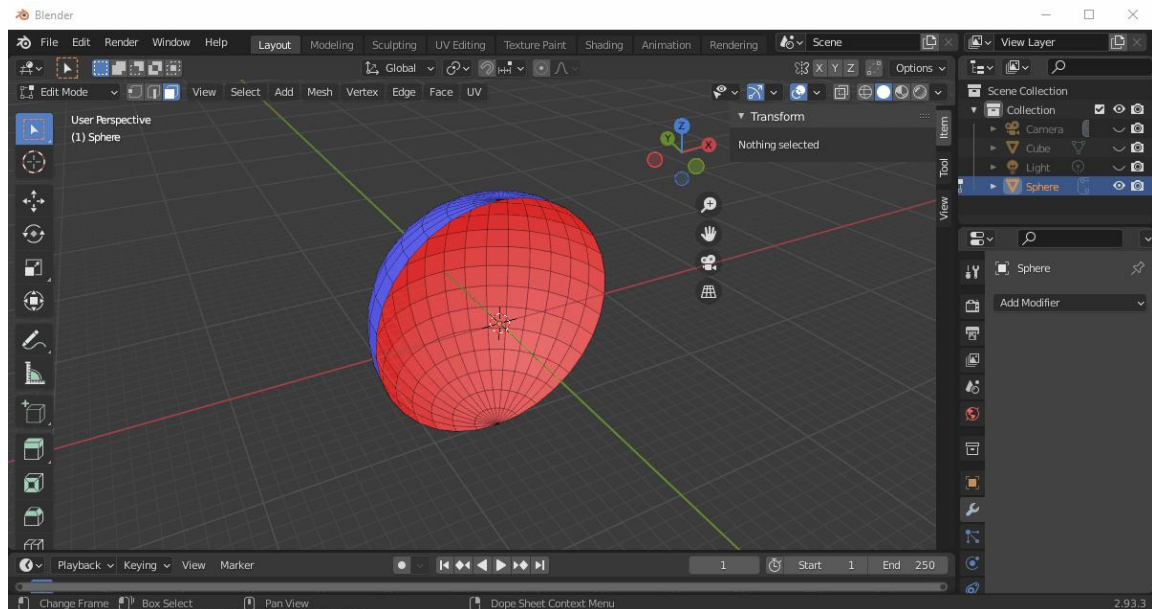 Blender
File Edit Render Window Help Layout Modeling Sculpting UV Editing Texture Paint Shading Animation Rendering Scene View Layer
Global X Y Z Options
Edit Mode View Select Add Mesh Vertex Edge Face UV
User Perspective
(1) Sphere
Z
Y
X
Transform
Nothing selected
Item
Tool
View
Scene Collection
Collection
Camera
Cube
Light
Sphere
Sphere
Add Modifier
Playback Keying View Marker 1 Start 1 End 250
Change Frame Box Select Pan View Dope Sheet Context Menu 2.93.3